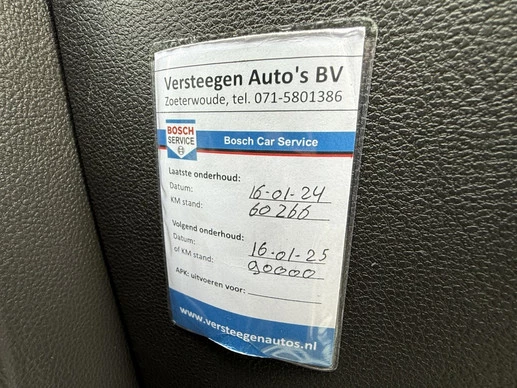 Versteegen Auto's BV
Zoeterwoude, tel. 071-5801386
BOSCH
SERVICE
Bosch Car Service
Laatste onderhoud:
Datum: 16-01-24
KM stand: 60266
Volgend onderhoud:
Datum: 16-01-25
of KM stand: 90000
APK: uitvoeren voor:
www.versteegenautos.nl